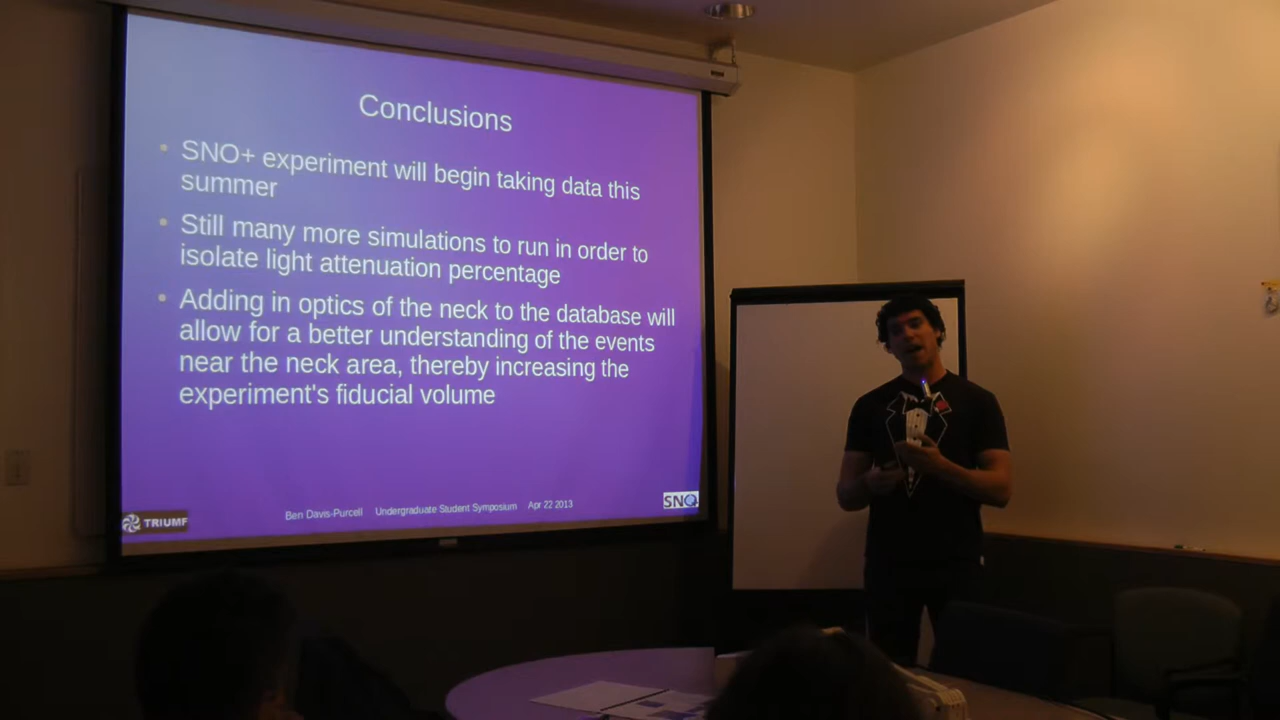 Conclusions
SNO+ experiment will begin taking data this
summer
Still many more simulations to run in order to
isolate light attenuation percentage
Adding in optics of the neck to the database will
allow for a better understanding of the events
near the neck area, thereby increasing the
experiment's fiducial volume
TRIUMF
Ben Davis-Purcell Undergraduate Student Symposium Apr 22 2013
SNO